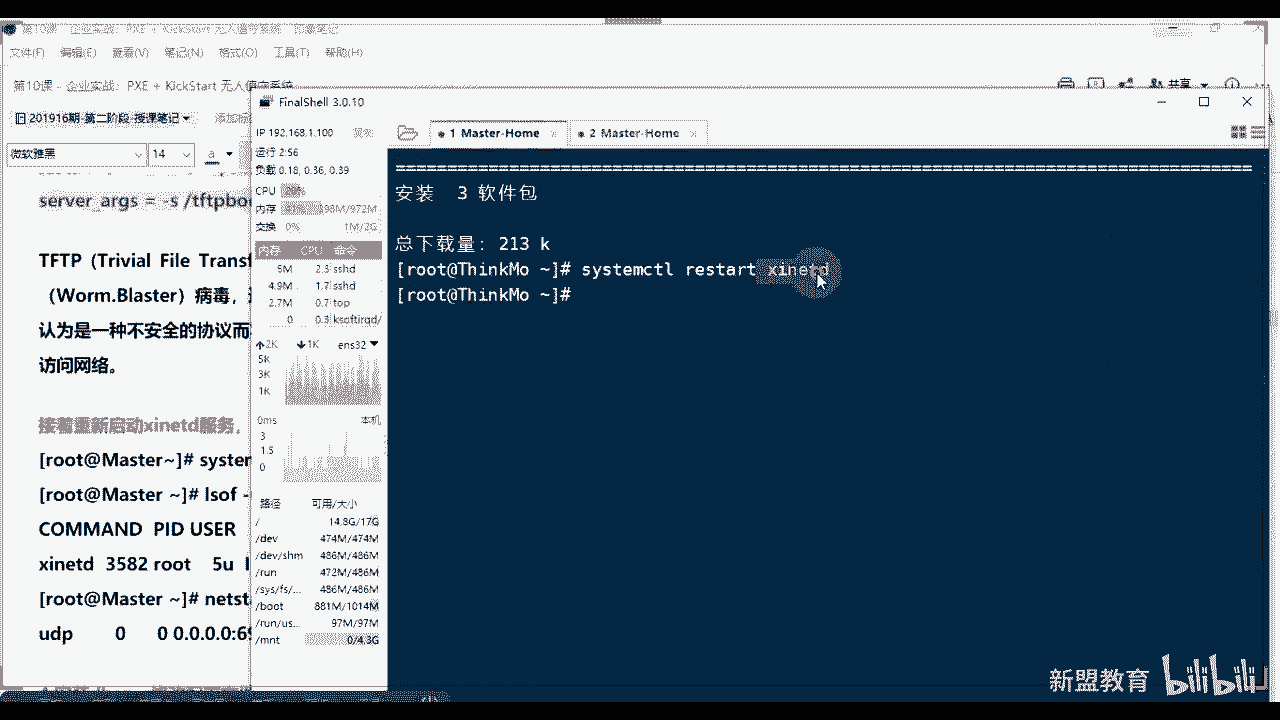 第10课 - 企业实战：PXE + KickStart 无人值守系统 - 印象笔记
文件(F) 编辑(E) 查看(V) 笔记(N) 格式(O) 工具(T) 帮助(H)
第10课 - 企业实战：PXE + KickStart 无人值守系统
共享
201916期-第二阶段-授课笔记
添加标
微软雅黑
14
a
server_args = -s /tftpbo
TFTP（Trivial File Transf
（Worm.Blaster）病毒，
认为是一种不安全的协议而
访问网络。
接着重新启动xinetd服务，
[root@Master~]# system
[root@Master ~]# lsof -
COMMAND PID USER
xinetd 3582 root 5u
[root@Master ~]# netst
udp 0 0 0.0.0.0:69
FinalShell 3.0.10
IP 192.168.1.100
运行 2:56
负载 0.18, 0.36, 0.39
CPU
内存 98M/972M
交换 0% 1M/2G
内存 CPU 命令
5M 2.3 sshd
4.9M 1.7 sshd
2.7M 0.7 top
0 0.3 ksoftirqd/
2K 1K ens32
5K
3K
1K
0ms 本机
3
1.5
0
路径 可用/大小
/ 14.8G/17G
/dev 474M/474M
/dev/shm 486M/486M
/run 472M/486M
/sys/fs/... 486M/486M
/boot 881M/1014M
/run/us... 97M/97M
/mnt 0/4.3G
1 Master-Home
2 Master-Home
安装 3 软件包
总下载量：213 k
[root@ThinkMo ~]# systemctl restart xinetd
[root@ThinkMo ~]#
新盟教育 bilibili